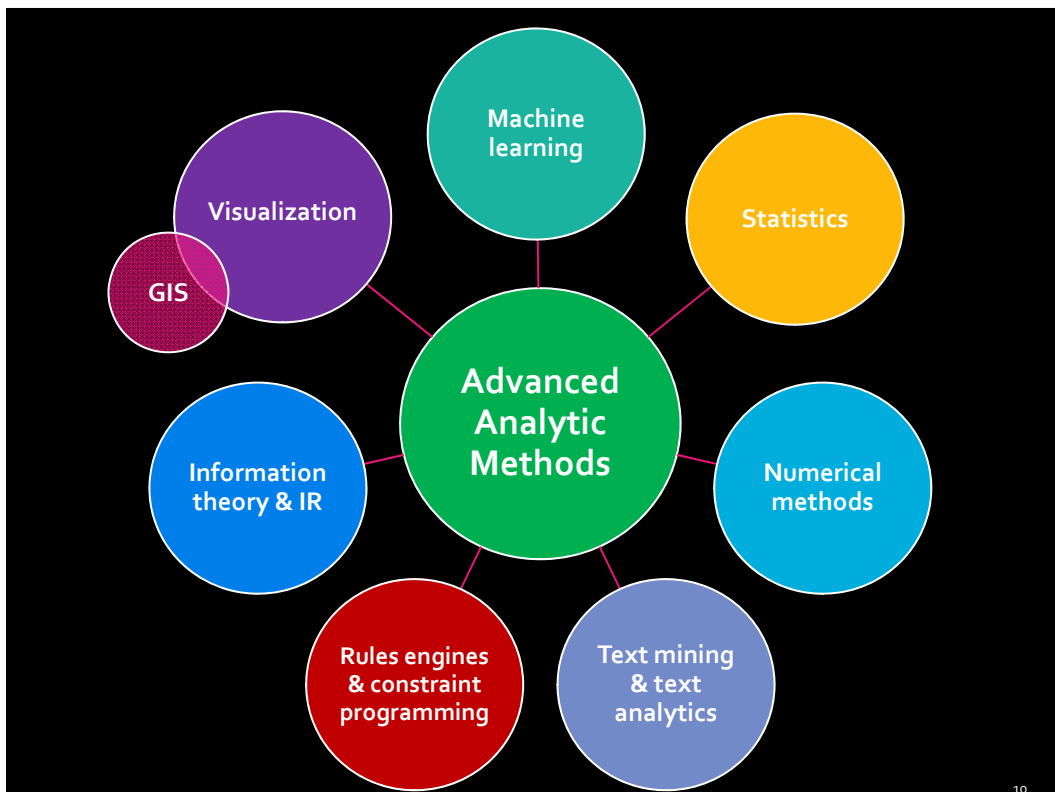 Machine
learning
Visualization
Statistics
GIS
Advanced
Analytic
Methods
Information
theory & IR
Numerical
methods
Rules engines
& constraint
programming
Text mining
& text
analytics